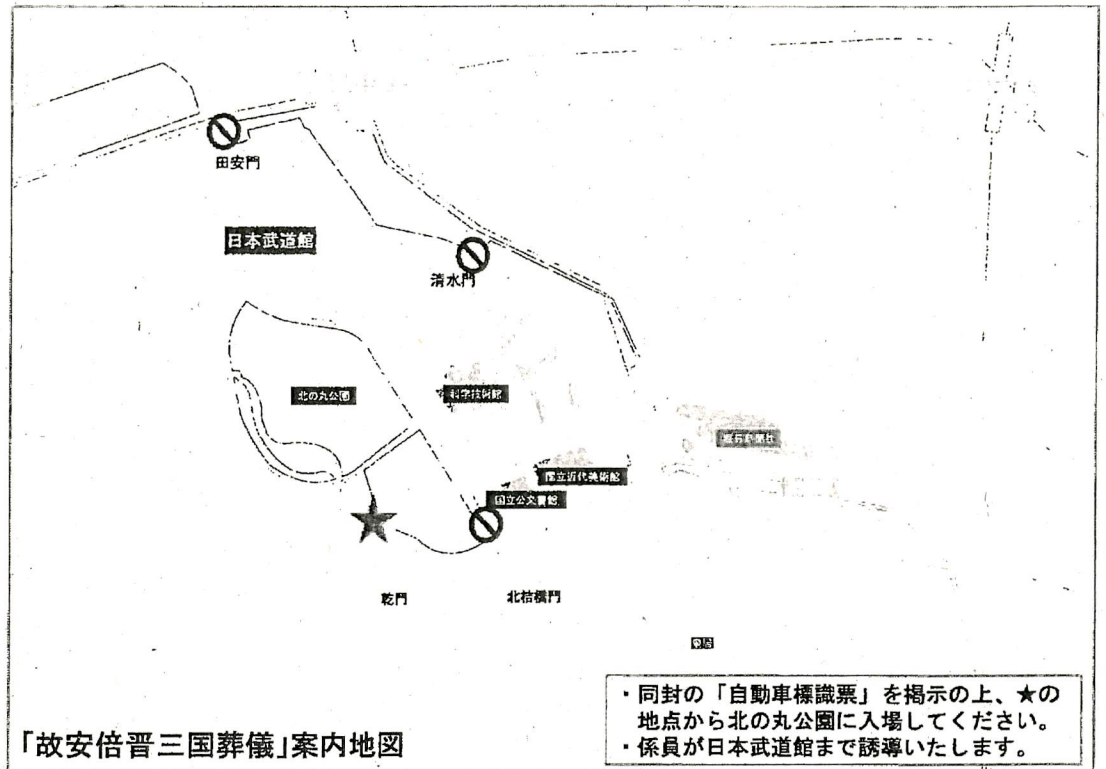 田安門
日本武道館
清水門
北の丸公園
科学技術館
国立近代美術館
国立公文書館
乾門
北桔橋門
・同封の「自動車標識票」を掲示の上、★の
地点から北の丸公園に入場してください。
・係員が日本武道館まで誘導いたします。
「故安倍晋三国葬儀」案内地図